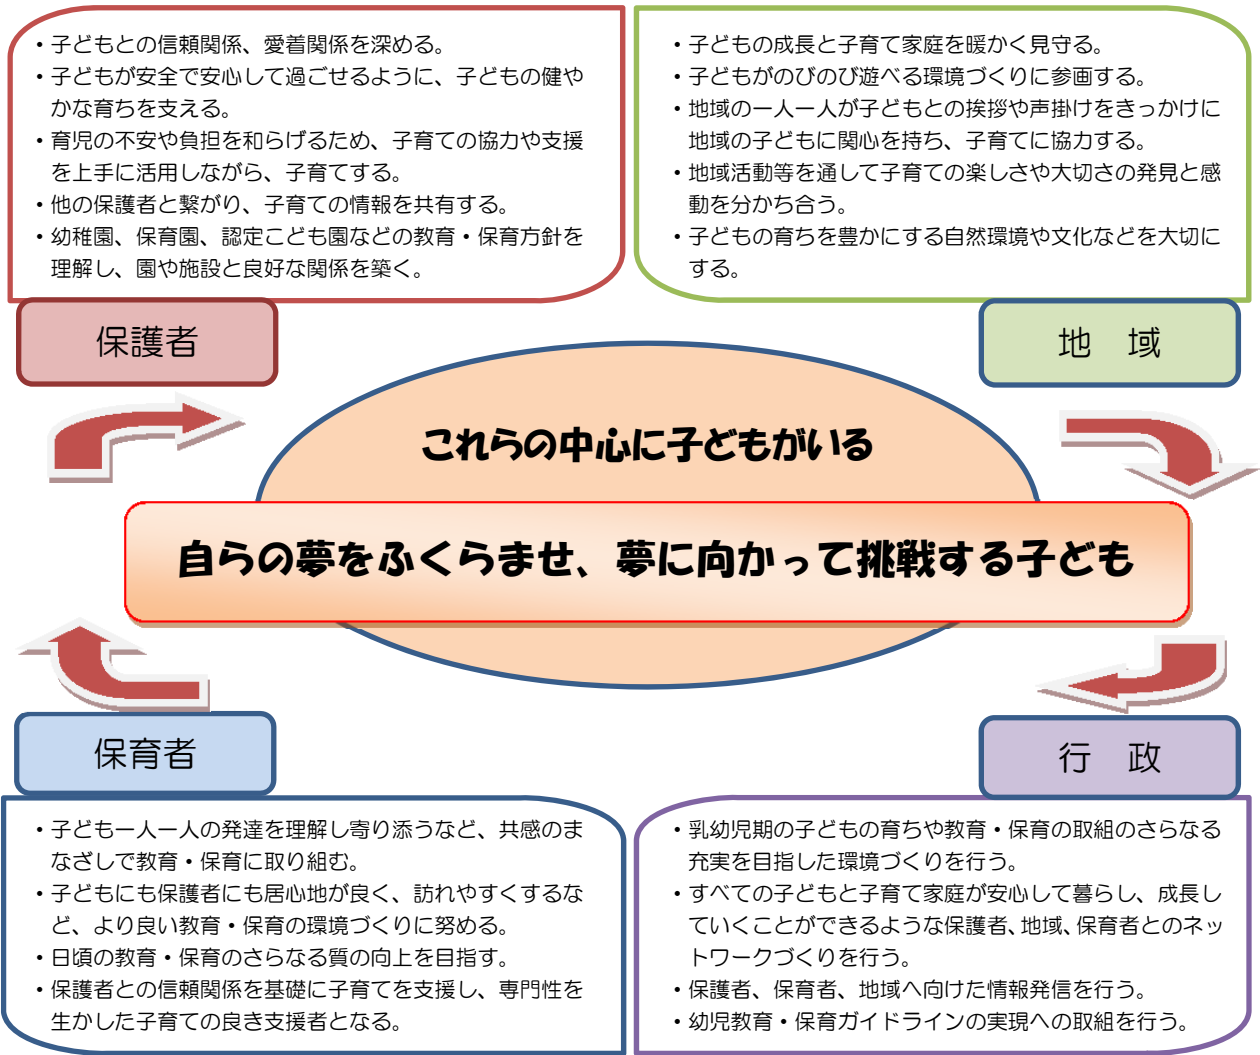 ・子どもとの信頼関係、愛着関係を深める。
・子どもが安全で安心して過ごせるように、子どもの健や
かな育ちを支える。
・育児の不安や負担を和らげるため、子育ての協力や支援
を上手に活用しながら、子育てする。
・他の保護者と繋がり、子育ての情報を共有する。
・幼稚園、保育園、認定こども園などの教育・保育方針を
理解し、園や施設と良好な関係を築く。
保護者
・子どもの成長と子育て家庭を暖かく見守る。
・子どもがのびのび遊べる環境づくりに参画する。
・地域の一人一人が子どもとの挨拶や声掛けをきっかけに
地域の子どもに関心を持ち、子育てに協力する。
・地域活動等を通して子育ての楽しさや大切さの発見と感
動を分かち合う。
・子どもの育ちを豊かにする自然環境や文化などを大切に
する。
地　域
これらの中心に子どもがいる
自らの夢をふくらませ、夢に向かって挑戦する子ども
保育者
・子ども一人一人の発達を理解し寄り添うなど、共感のま
なざしで教育・保育に取り組む。
・子どもにも保護者にも居心地が良く、訪れやすくするな
ど、より良い教育・保育の環境づくりに努める。
・日頃の教育・保育のさらなる質の向上を目指す。
・保護者との信頼関係を基礎に子育てを支援し、専門性を
生かした子育ての良き支援者となる。
行　政
・乳幼児期の子どもの育ちや教育・保育の取組のさらなる
充実を目指した環境づくりを行う。
・すべての子どもと子育て家庭が安心して暮らし、成長し
ていくことができるような保護者、地域、保育者とのネッ
トワークづくりを行う。
・保護者、保育者、地域へ向けた情報発信を行う。
・幼児教育・保育ガイドラインの実現への取組を行う。